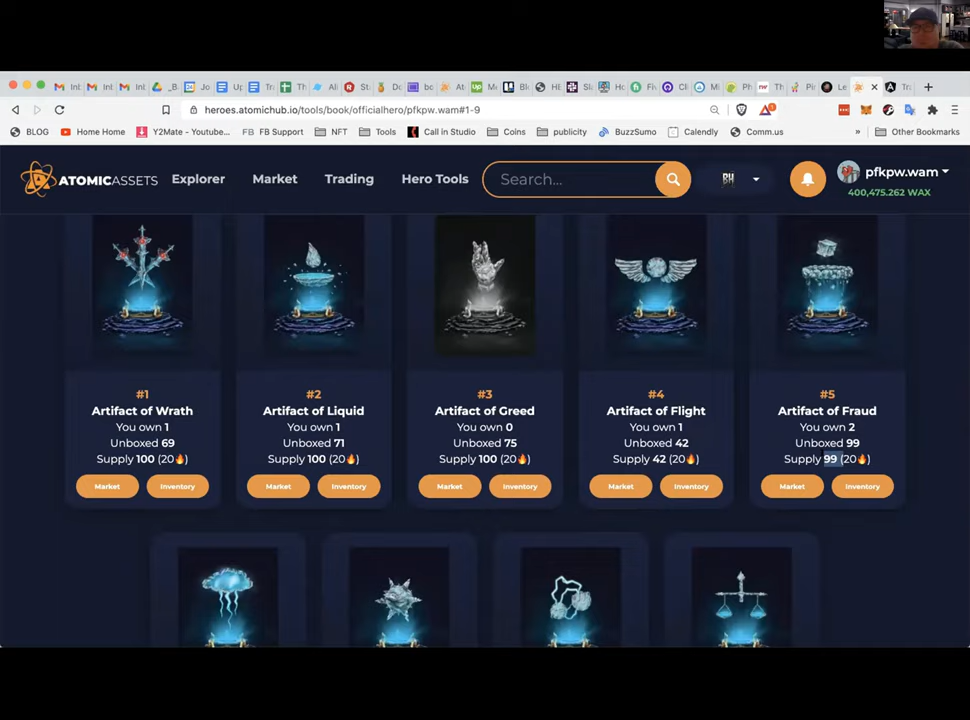 heroes.atomichub.io/tools/book/officialhero/pfkpw.wam#1-9
BLOG Home Home Y2Mate - Youtube... FB Support NFT Tools Call in Studio Coins publicity BuzzSumo Calendly Comm.us » Other Bookmarks
ATOMICASSETS Explorer Market Trading Hero Tools Search... BH pfkpw.wam
400,475.262 WAX
#1 #2 #3 #4 #5
Artifact of Wrath Artifact of Liquid Artifact of Greed Artifact of Flight Artifact of Fraud
You own 1 You own 1 You own 0 You own 1 You own 2
Unboxed 69 Unboxed 71 Unboxed 75 Unboxed 42 Unboxed 99
Supply 100 (20🔥) Supply 100 (20🔥) Supply 100 (20🔥) Supply 42 (20🔥) Supply 99 (20🔥)
Market Inventory Market Inventory Market Inventory Market Inventory Market Inventory